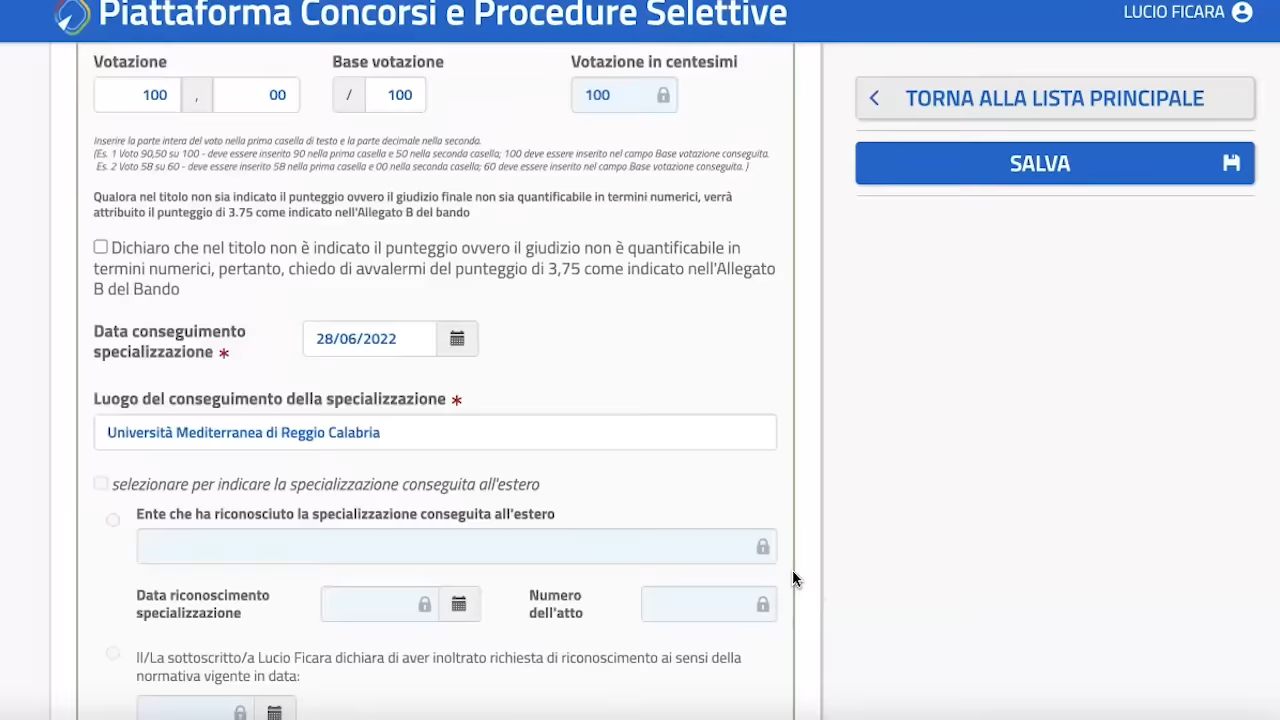 Piattaforma Concorsi e Procedure Selettive
LUCIO FICARA
Votazione
Base votazione
Votazione in centesimi
100 , 00
/ 100
100
Inserire la parte intera del voto nella prima casella di testo e la parte decimale nella seconda.
(Es. 1 Voto 90,50 su 100 - deve essere inserito 90 nella prima casella e 50 nella seconda casella; 100 deve essere inserito nel campo Base votazione conseguita.
Es. 2 Voto 58 su 60 - deve essere inserito 58 nella prima casella e 00 nella seconda casella; 60 deve essere inserito nel campo Base votazione conseguita. )
Qualora nel titolo non sia indicato il punteggio ovvero il giudizio finale non sia quantificabile in termini numerici, verrà
attribuito il punteggio di 3.75 come indicato nell'Allegato B del bando
Dichiaro che nel titolo non è indicato il punteggio ovvero il giudizio non è quantificabile in
termini numerici, pertanto, chiedo di avvalermi del punteggio di 3,75 come indicato nell'Allegato
B del Bando
Data conseguimento
specializzazione *
28/06/2022
Luogo del conseguimento della specializzazione *
Università Mediterranea di Reggio Calabria
selezionare per indicare la specializzazione conseguita all'estero
Ente che ha riconosciuto la specializzazione conseguita all'estero
Data riconoscimento
specializzazione
Numero
dell'atto
Il/La sottoscritto/a Lucio Ficara dichiara di aver inoltrato richiesta di riconoscimento ai sensi della
normativa vigente in data:
TORNA ALLA LISTA PRINCIPALE
SALVA